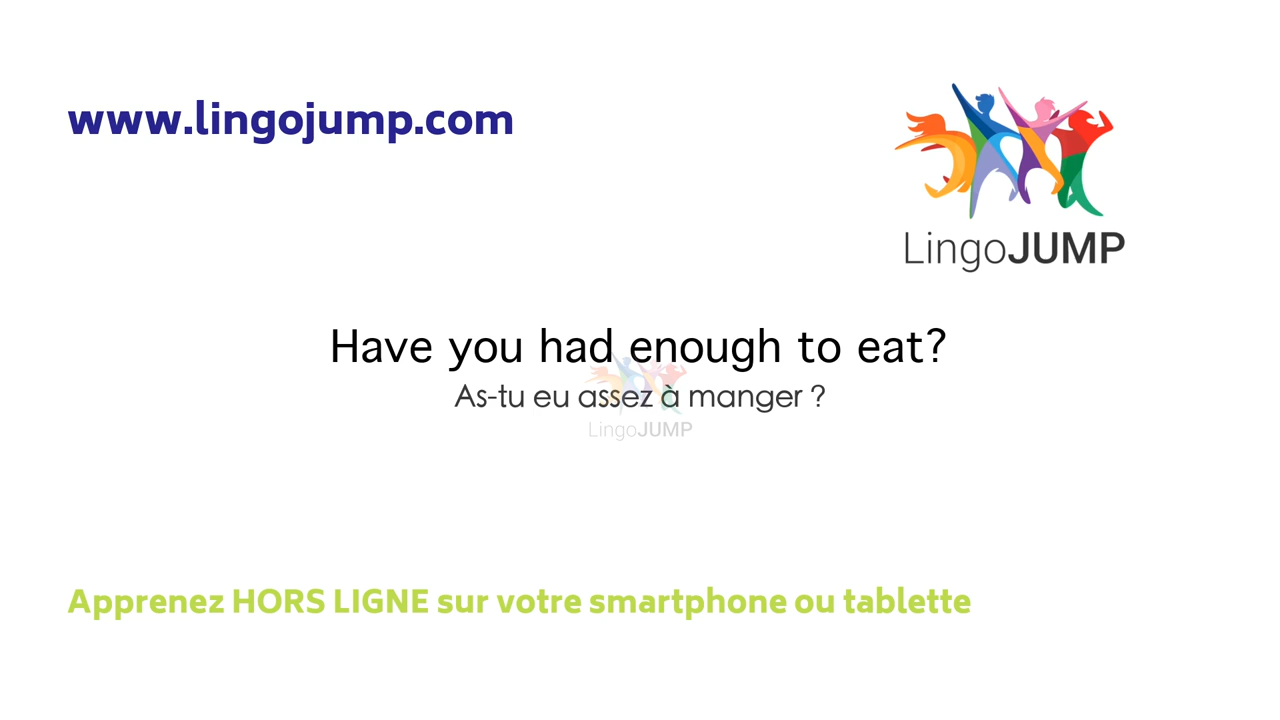 www.lingojump.com
LingoJUMP
Have you had enough to eat?
As-tu eu assez à manger ?
LingoJUMP
Apprenez HORS LIGNE sur votre smartphone ou tablette